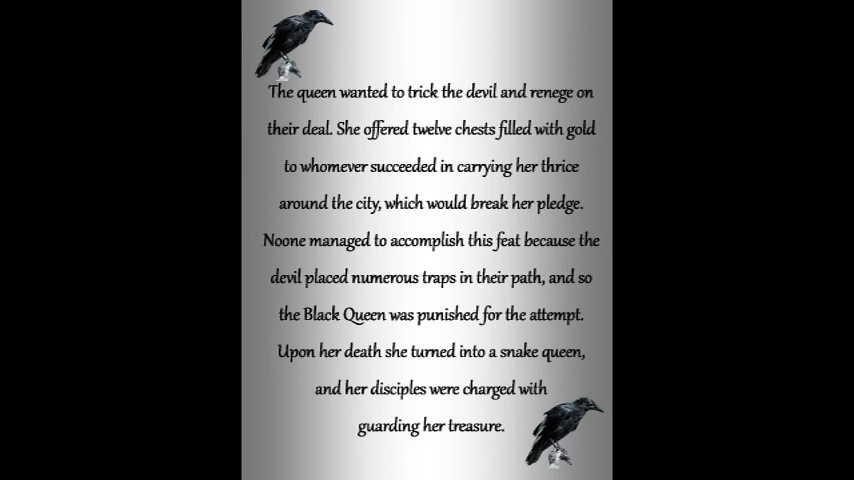 The queen wanted to trick the devil and renege on
their deal. She offered twelve chests filled with gold
to whomever succeeded in carrying her thrice
around the city, which would break her pledge.
Noone managed to accomplish this feat because the
devil placed numerous traps in their path, and so
the Black Queen was punished for the attempt.
Upon her death she turned into a snake queen,
and her disciples were charged with
guarding her treasure.